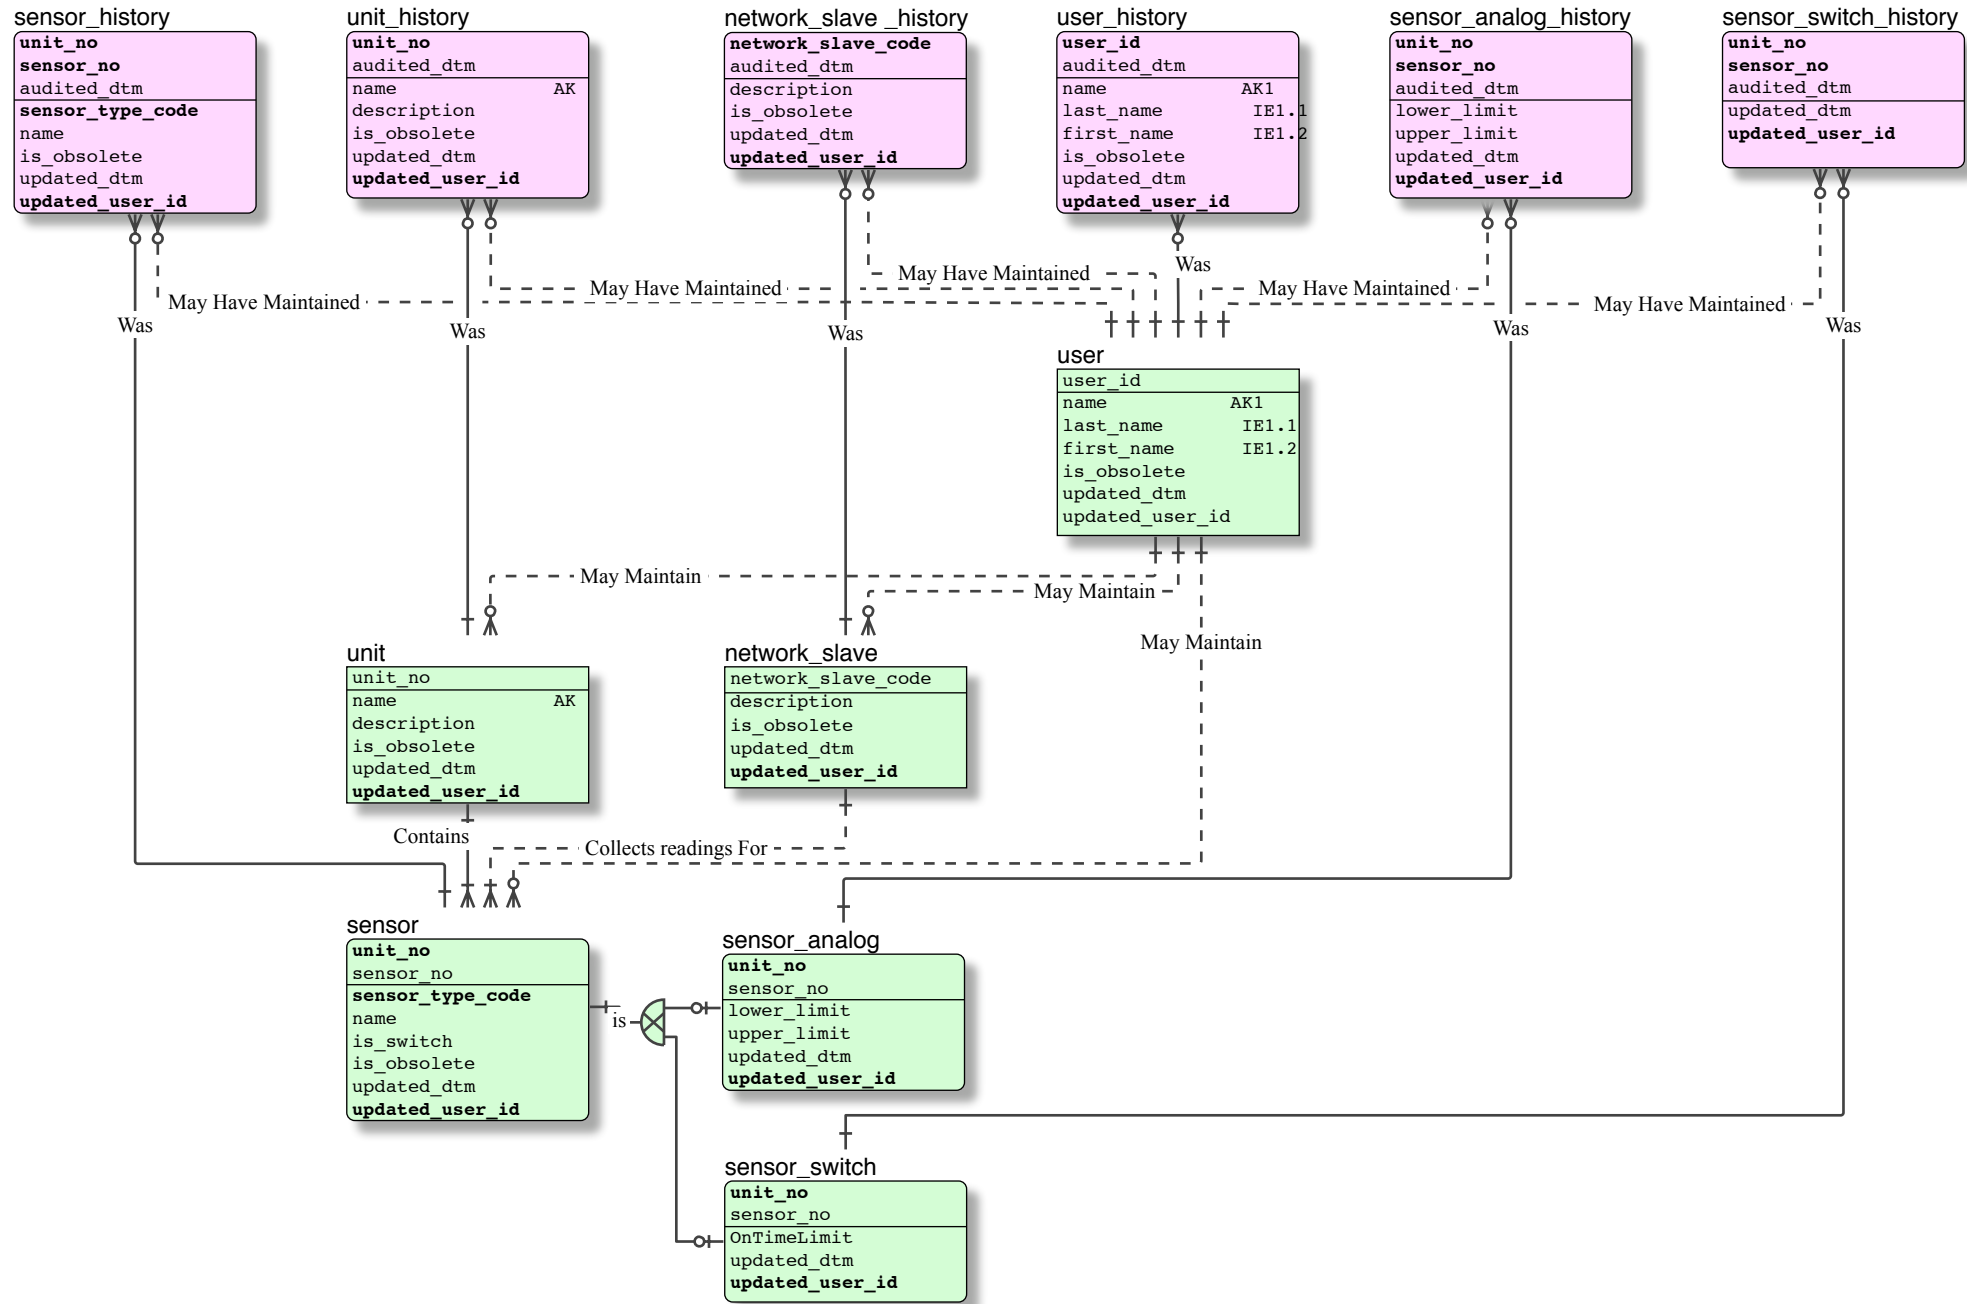 sensor_history
unit_no
sensor_no
audited_dtm
sensor_type_code
name
is_obsolete
updated_dtm
updated_user_id
unit_history
unit_no
audited_dtm
name AK
description
is_obsolete
updated_dtm
updated_user_id
network_slave _history
network_slave_code
audited_dtm
description
is_obsolete
updated_dtm
updated_user_id
user_history
user_id
audited_dtm
name AK1
last_name IE1.1
first_name IE1.2
is_obsolete
updated_dtm
updated_user_id
sensor_analog_history
unit_no
sensor_no
audited_dtm
lower_limit
upper_limit
updated_dtm
updated_user_id
sensor_switch_history
unit_no
sensor_no
audited_dtm
updated_dtm
updated_user_id
May Have Maintained
May Have Maintained
May Have Maintained
Was
May Have Maintained
May Have Maintained
Was
Was
Was
Was
Was
user
user_id
name AK1
last_name IE1.1
first_name IE1.2
is_obsolete
updated_dtm
updated_user_id
May Maintain
May Maintain
May Maintain
unit
unit_no
name AK
description
is_obsolete
updated_dtm
updated_user_id
network_slave
network_slave_code
description
is_obsolete
updated_dtm
updated_user_id
Contains
Collects readings For
sensor
unit_no
sensor_no
sensor_type_code
name
is_switch
is_obsolete
updated_dtm
updated_user_id
is
sensor_analog
unit_no
sensor_no
lower_limit
upper_limit
updated_dtm
updated_user_id
sensor_switch
unit_no
sensor_no
OnTimeLimit
updated_dtm
updated_user_id